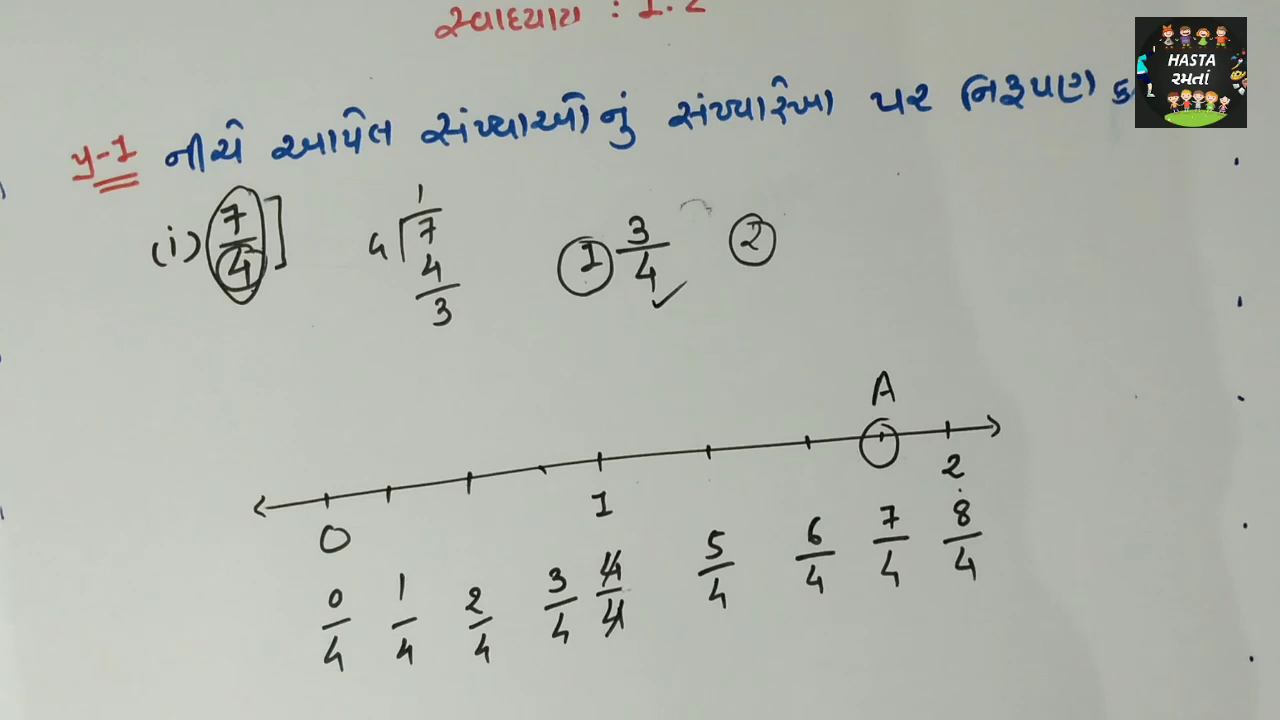 સ્વાધ્યાય : 1.2
HASTA
રમતાં
પ્ર-1 નીચે આપેલ સંખ્યાઓનું સંખ્યારેખા પર નિરૂપણ ક
(i) 7/4] 4 1 7 4 3 1 3/4 ✓ 2
A
0 1 2
0/4 1/4 2/4 3/4 4/4 5/4 6/4 7/4 8/4